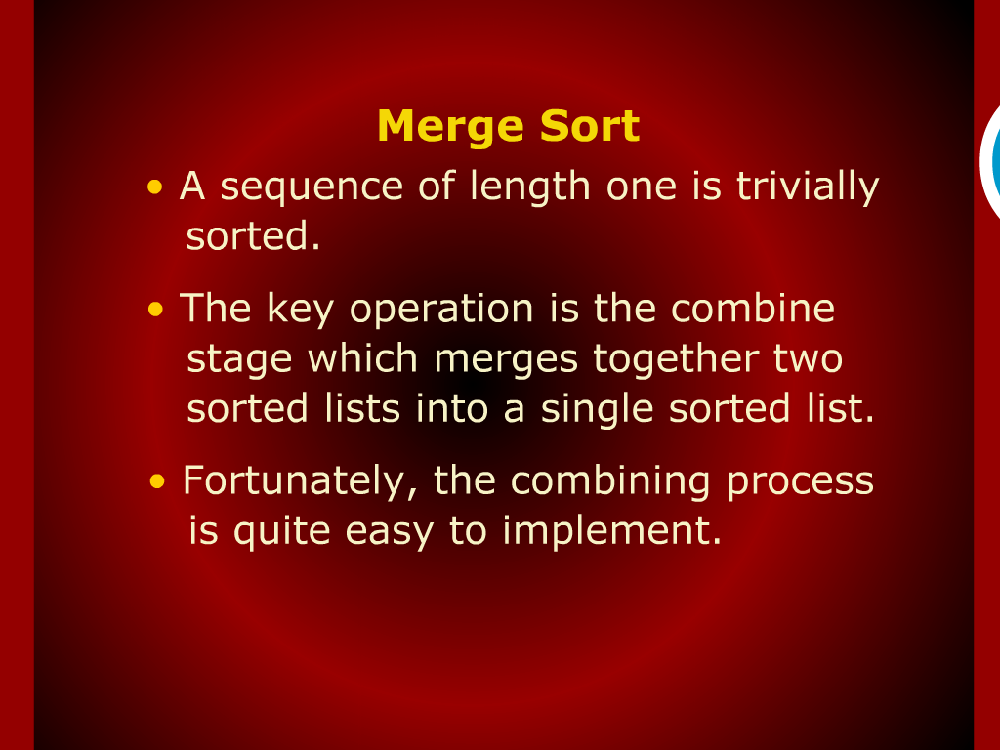 Merge Sort
• A sequence of length one is trivially
sorted.
• The key operation is the combine
stage which merges together two
sorted lists into a single sorted list.
• Fortunately, the combining process
is quite easy to implement.